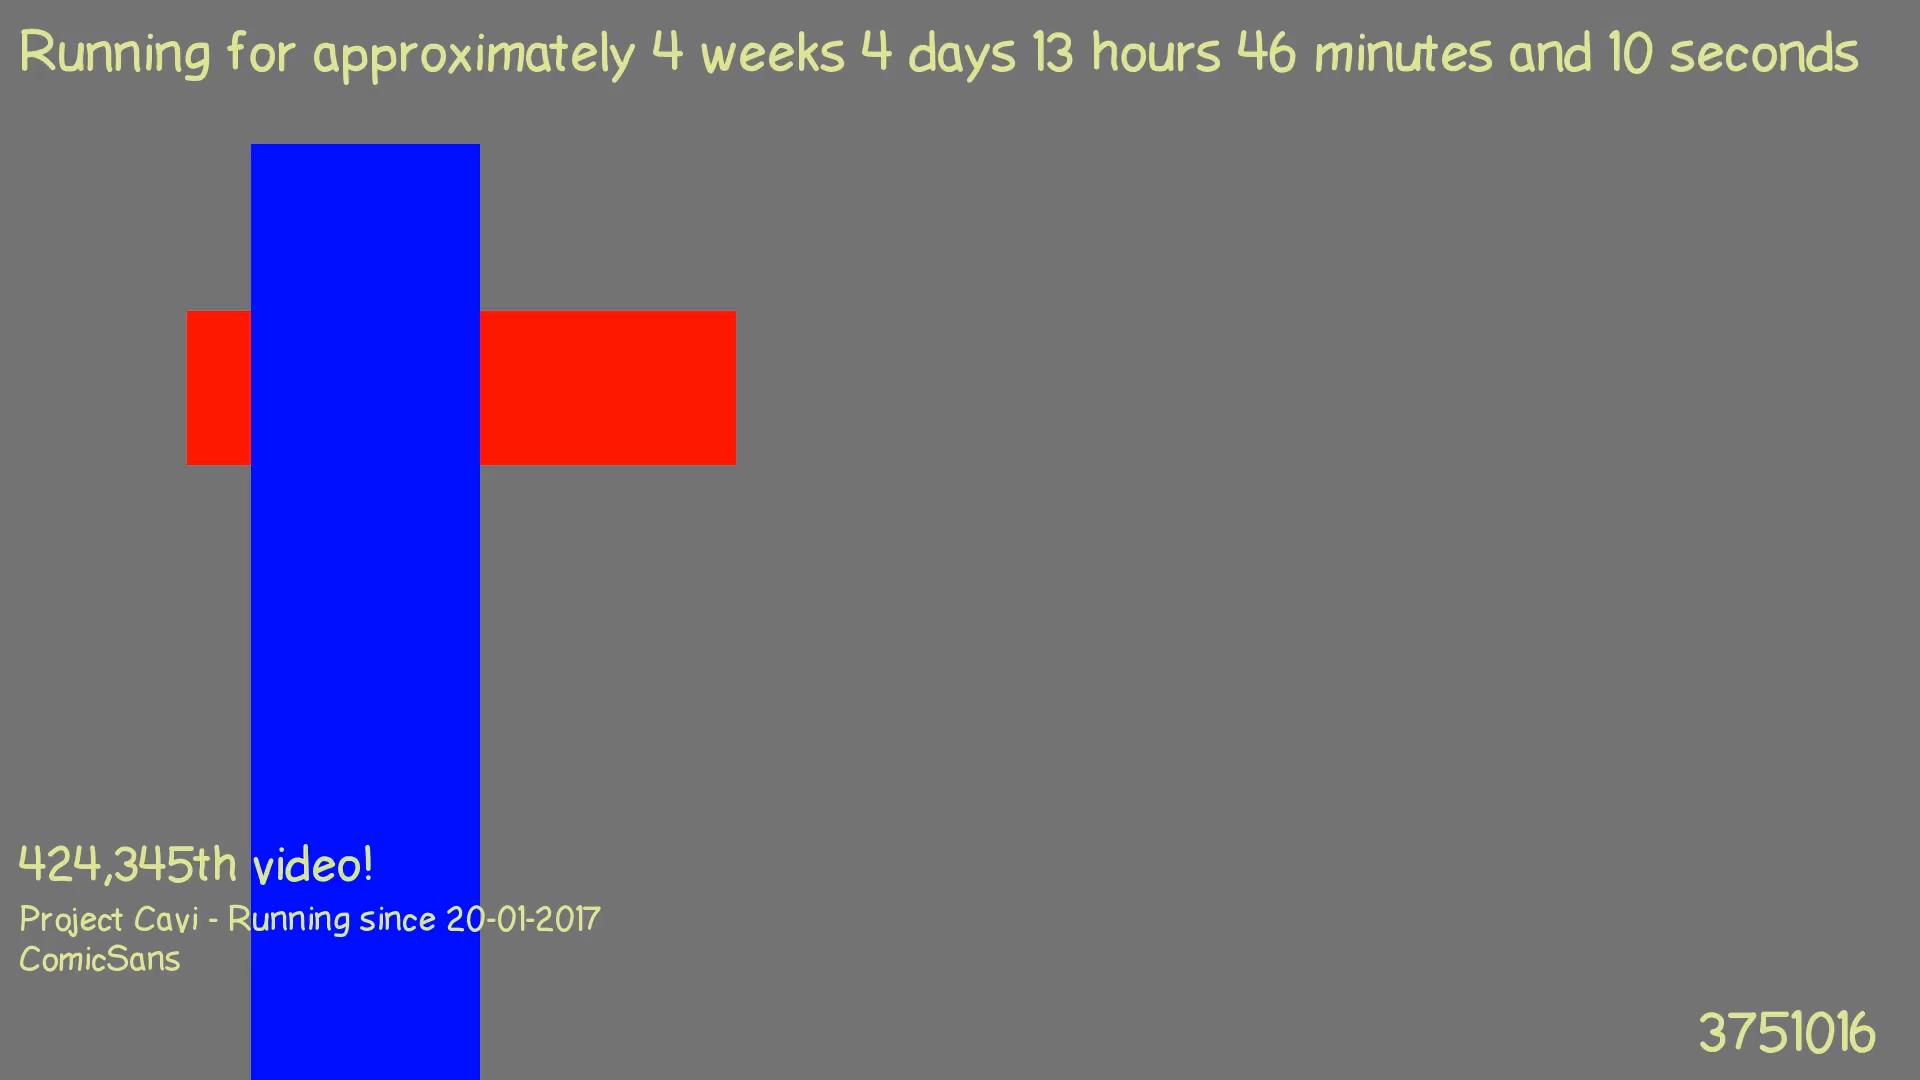 Running for approximately 4 weeks 4 days 13 hours 46 minutes and 10 seconds
424,345th video!
Project Cavi - Running since 20-01-2017
ComicSans
3751016